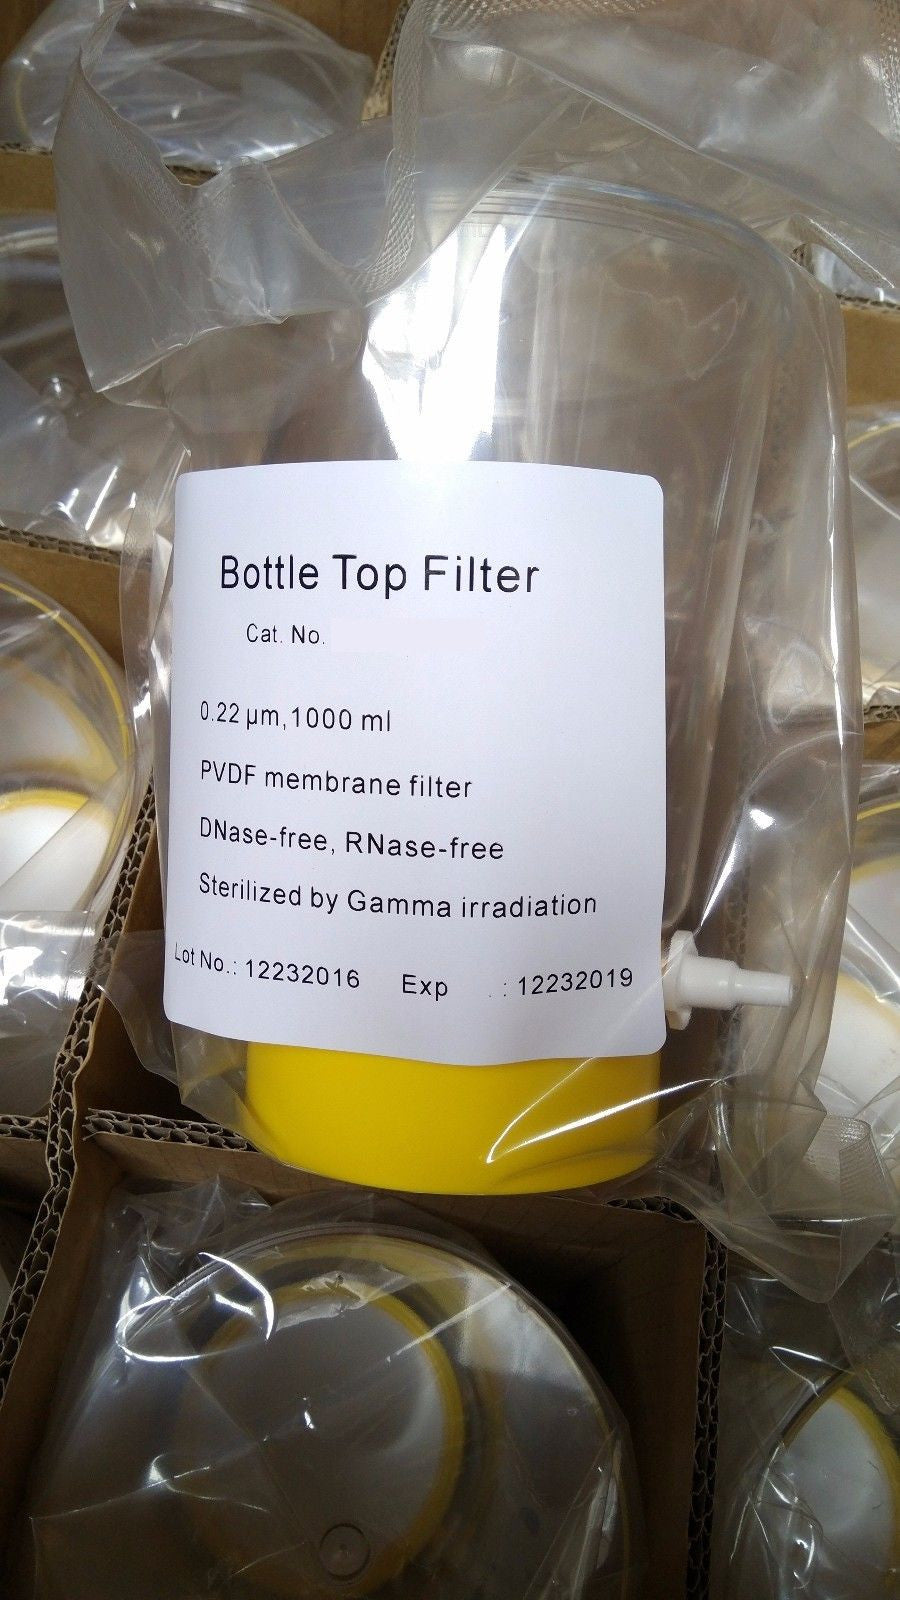 Bottle Top Filter
Cat. No.
0.22 µm,1000 ml
PVDF membrane filter
DNase-free, RNase-free
Sterilized by Gamma irradiation
Lot No.: 12232016 Exp .: 12232019